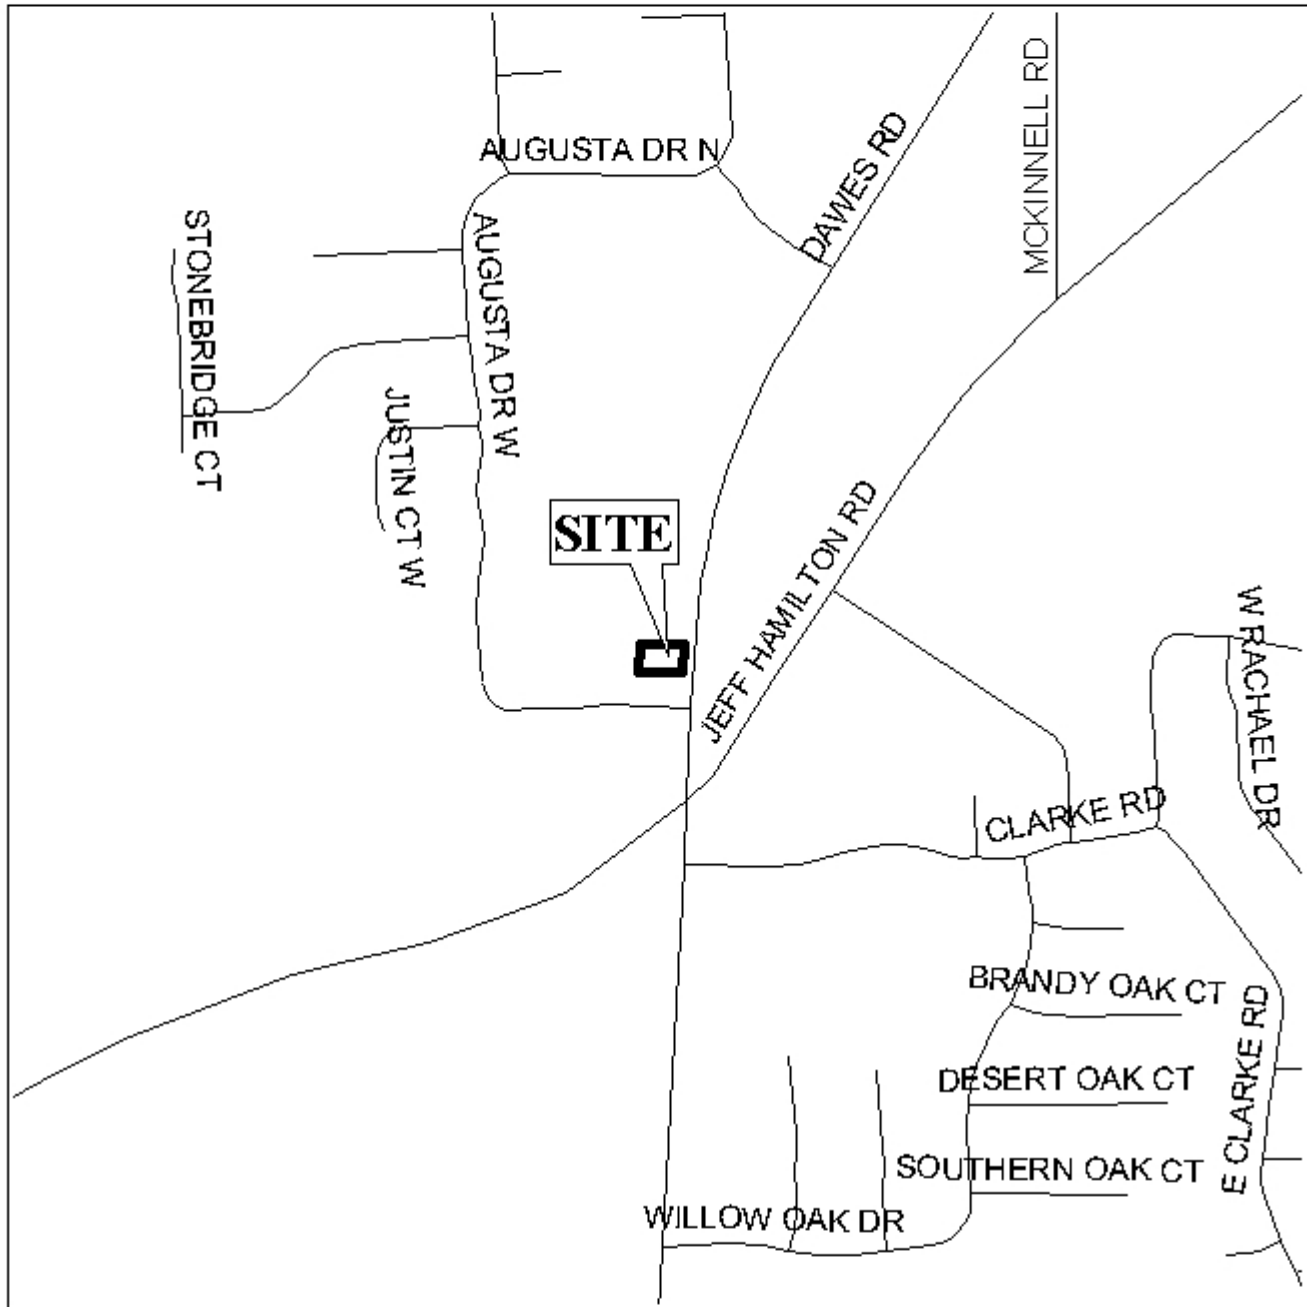 AUGUSTA DR N
DAWES RD
MCKINNELL RD
STONEBRIDGE CT
AUGUSTA DR W
JUSTIN CT W
SITE
JEFF HAMILTON RD
W RACHAEL DR
CLARKE RD
BRANDY OAK CT
DESERT OAK CT
E CLARKE RD
SOUTHERN OAK CT
WILLOW OAK DR